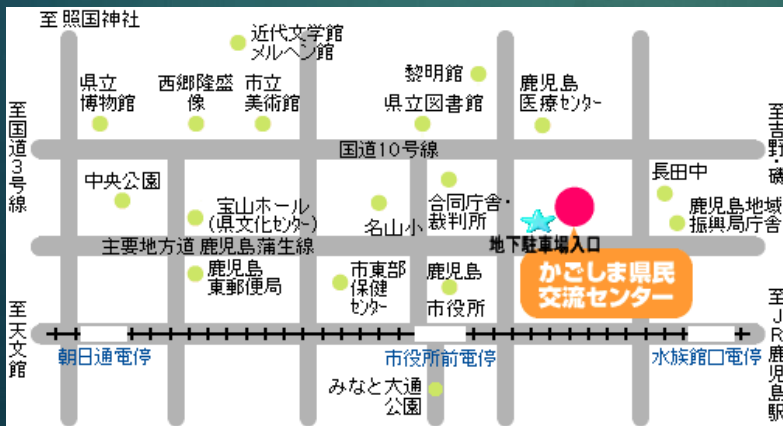 至 照国神社
近代文学館
メルヘン館
黎明館
県立
博物館
西郷隆盛
像
市立
美術館
県立図書館
鹿児島
医療センター
至国道3号線
至吉野・磯
国道10号線
中央公園
宝山ホール
(県文化センター)
名山小
合同庁舎・
裁判所
長田中
鹿児島地域
振興局庁舎
地下駐車場入口
主要地方道 鹿児島蒲生線
かごしま県民
交流センター
鹿児島
東郵便局
市東部
保健
センター
鹿児島
市役所
至天文館
至JR鹿児島駅
朝日通電停
市役所前電停
水族館口電停
みなと大通
公園